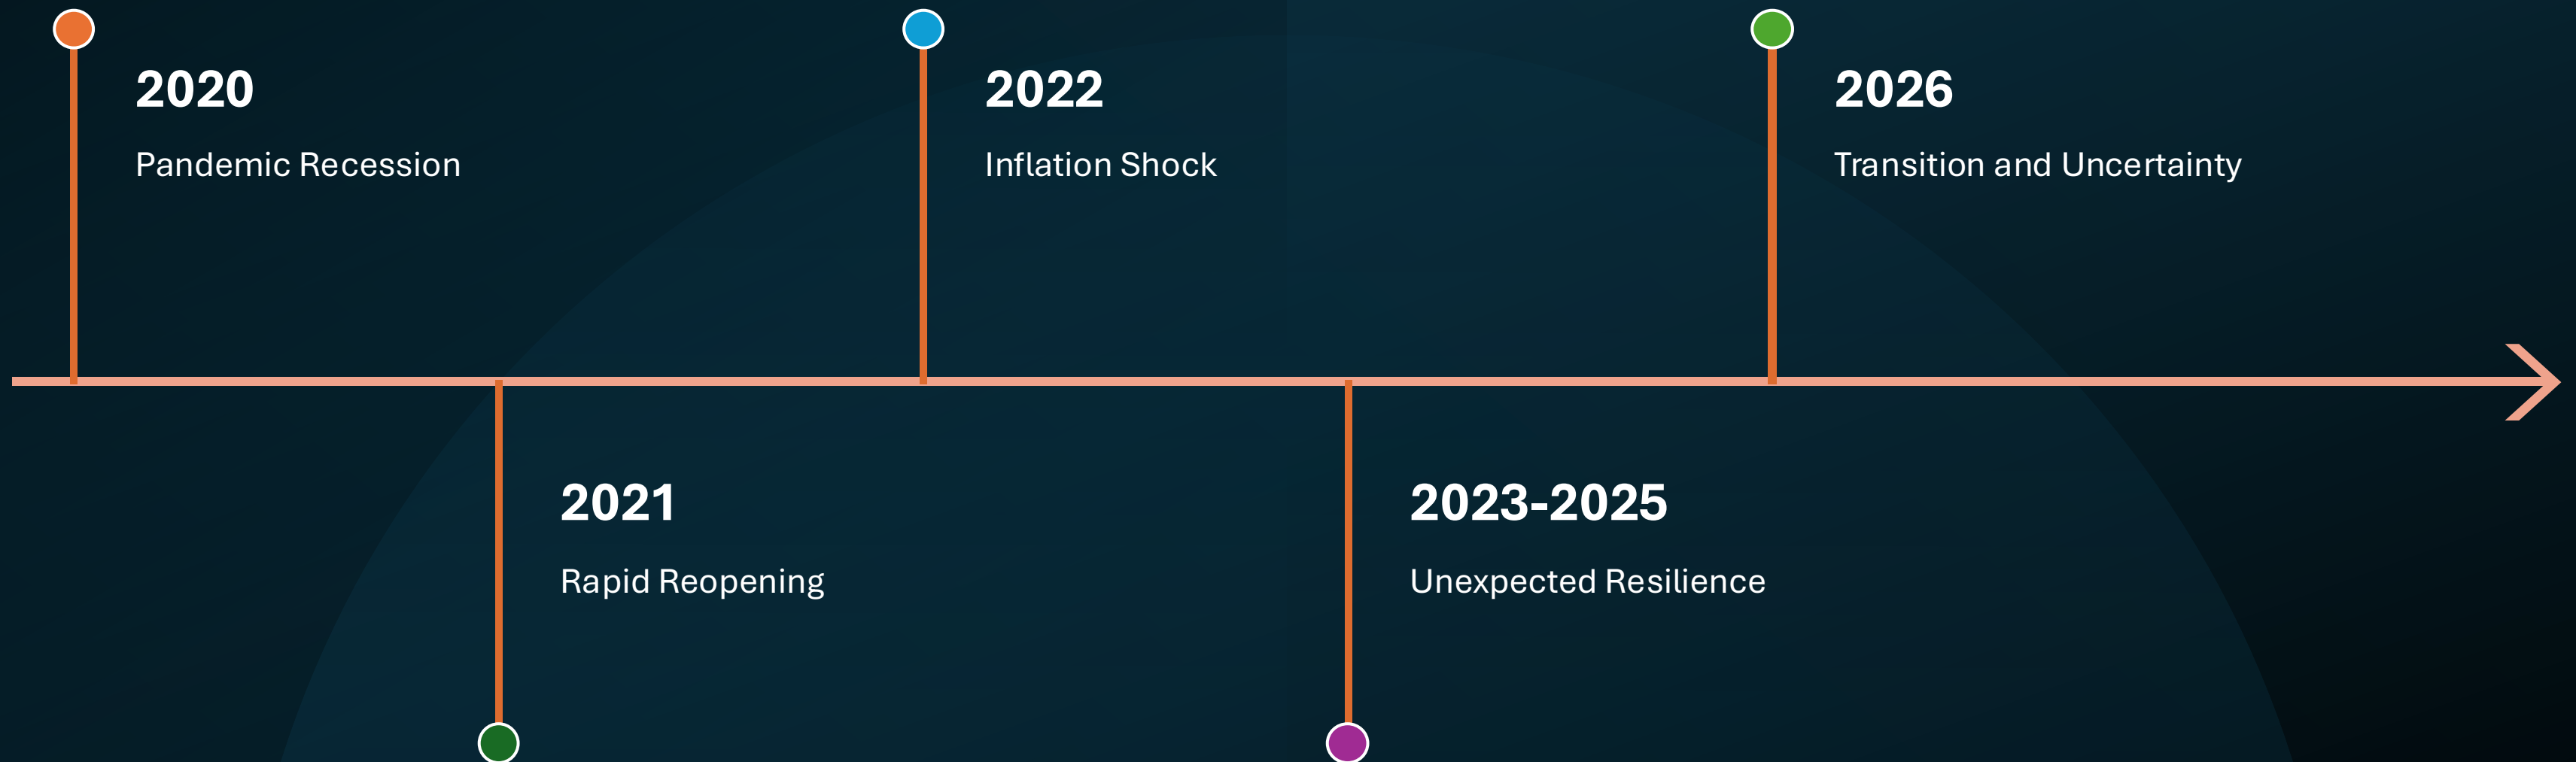 2020
Pandemic Recession
2021
Rapid Reopening
2022
Inflation Shock
2023-2025
Unexpected Resilience
2026
Transition and Uncertainty